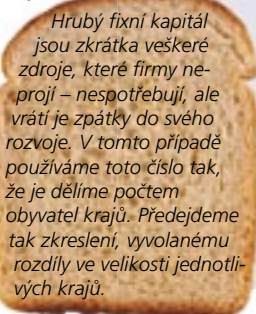 Hrubý fixní kapitál
jsou zkrátka veškeré
zdroje, které firmy ne-
projí – nespotřebují, ale
vrátí je zpátky do svého
rozvoje. V tomto případě
používáme toto číslo tak,
že je dělíme počtem
obyvatel krajů. Předejdeme
tak zkreslení, vyvolanému
rozdíly ve velikosti jednotli-
vých krajů.